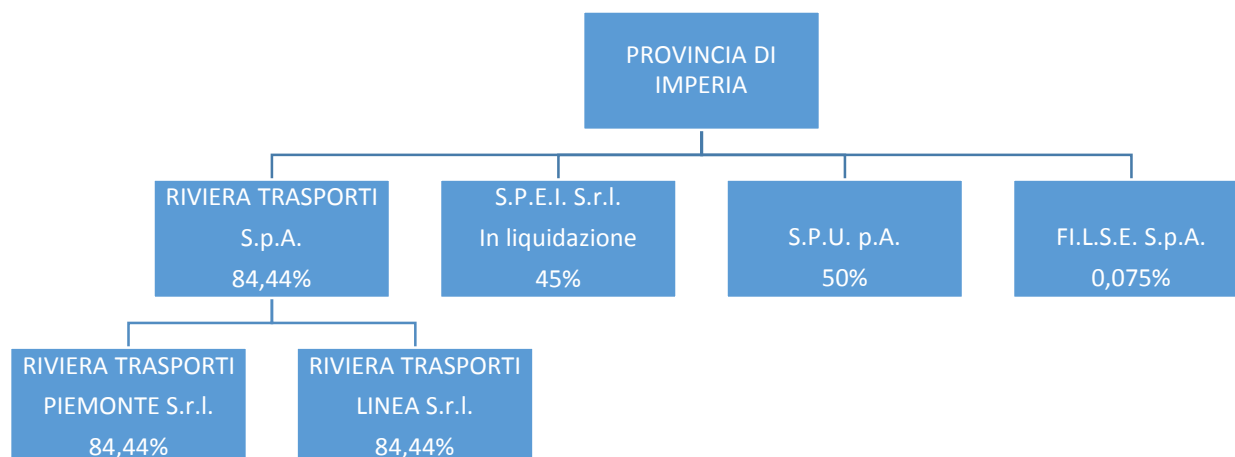 PROVINCIA DI
IMPERIA
RIVIERA TRASPORTI
S.p.A.
84,44%
S.P.E.I. S.r.l.
In liquidazione
45%
S.P.U. p.A.
50%
FI.L.S.E. S.p.A.
0,075%
RIVIERA TRASPORTI
PIEMONTE S.r.l.
84,44%
RIVIERA TRASPORTI
LINEA S.r.l.
84,44%